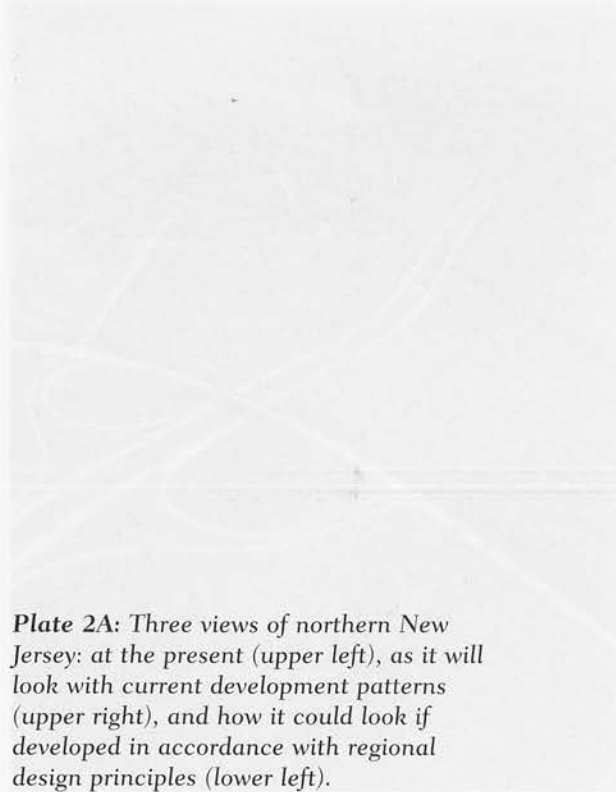 Plate 2A: Three views of northern New
Jersey: at the present (upper left), as it will
look with current development patterns
(upper right), and how it could look if
developed in accordance with regional
design principles (lower left).